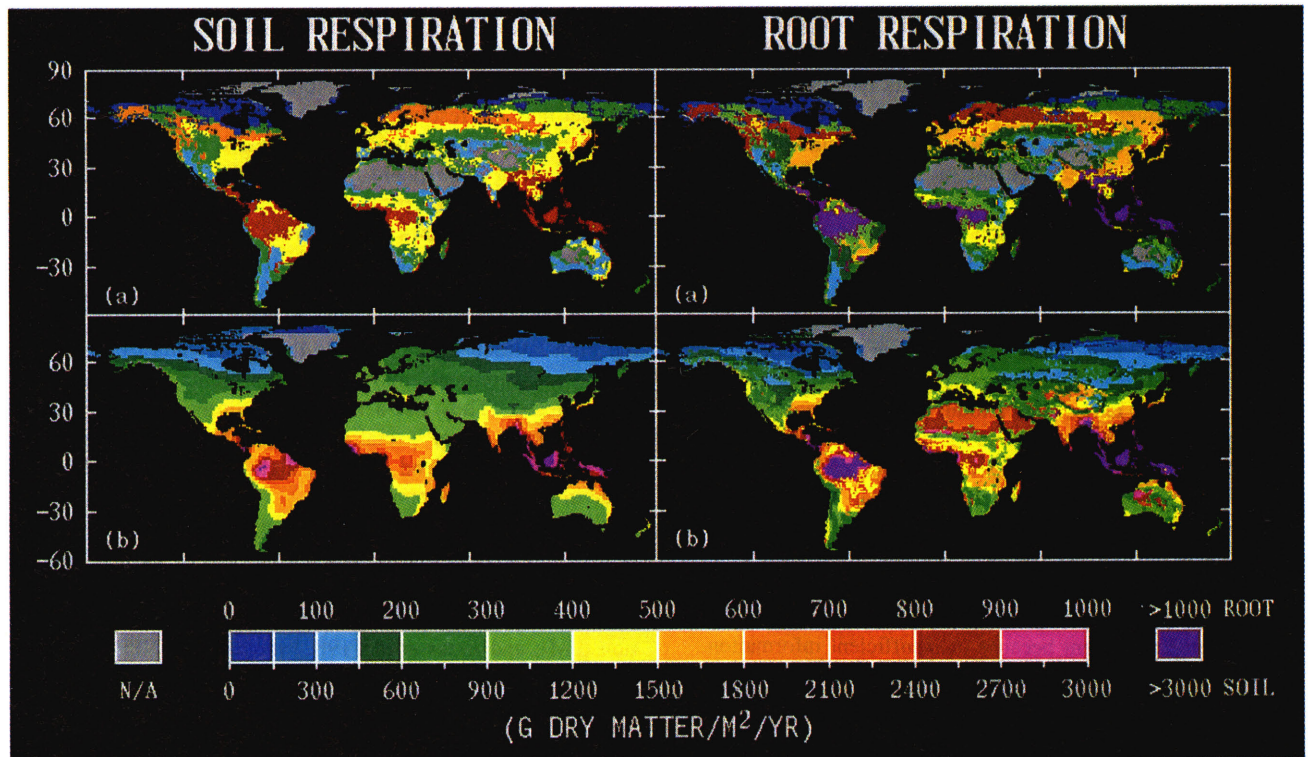 SOIL RESPIRATION ROOT RESPIRATION
90
60
30
0
-30
(a) (a)
60
30
0
-30
-60
(b) (b)
0 100 200 300 400 500 600 700 800 900 1000 >1000 ROOT
N/A 0 300 600 900 1200 1500 1800 2100 2400 2700 3000 >3000 SOIL
(G DRY MATTER/M²/YR)